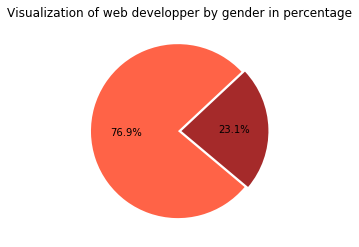 Visualization of web developper by gender in percentage
76.9%
23.1%